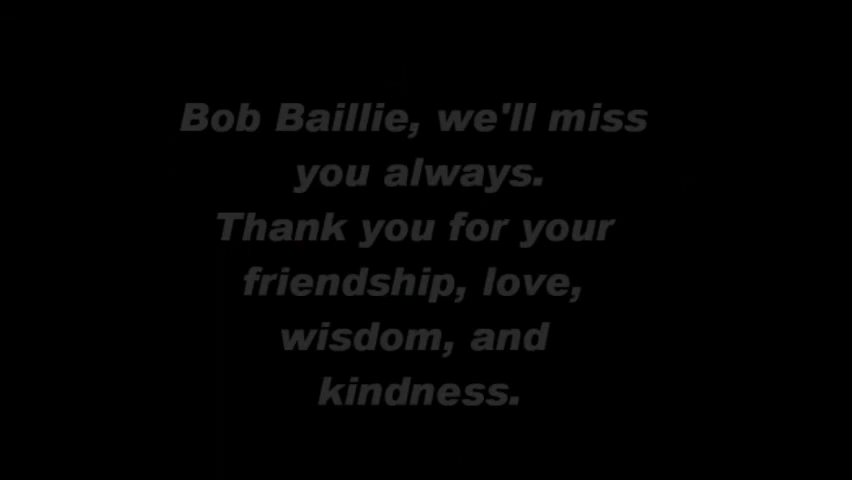 Bob Baillie, we'll miss
you always.
Thank you for your
friendship, love,
wisdom, and
kindness.